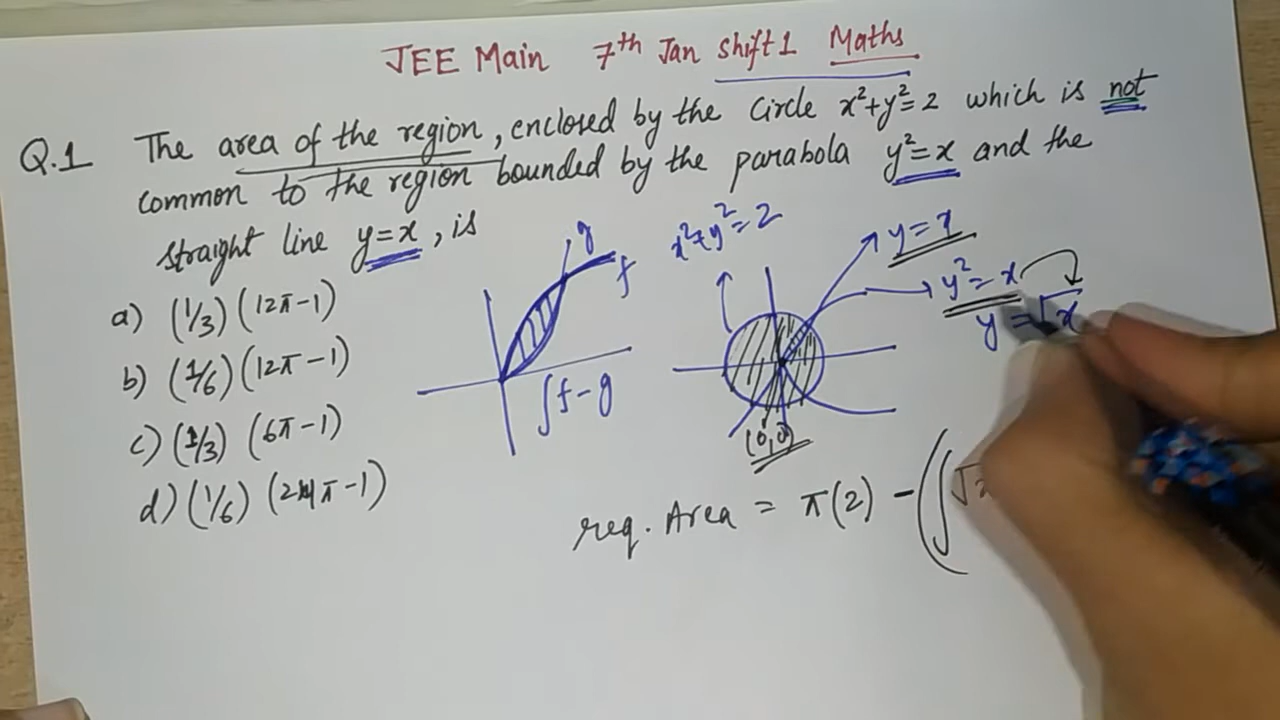 JEE Main 7th Jan Shift 1 Maths
Q.1 The area of the region, enclosed by the Circle x²+y²=2 which is not
common to the region bounded by the parabola y²=x and the
straight line y=x, is
a) (1/3) (12π-1)
b) (1/6) (12π-1)
c) (1/3) (6π-1)
d) (1/6) (24π-1)
g
f
∫f-g
x²+y²=2
y=x
y²=x
y=√x
(0,0)
req. Area = π(2) - (∫√